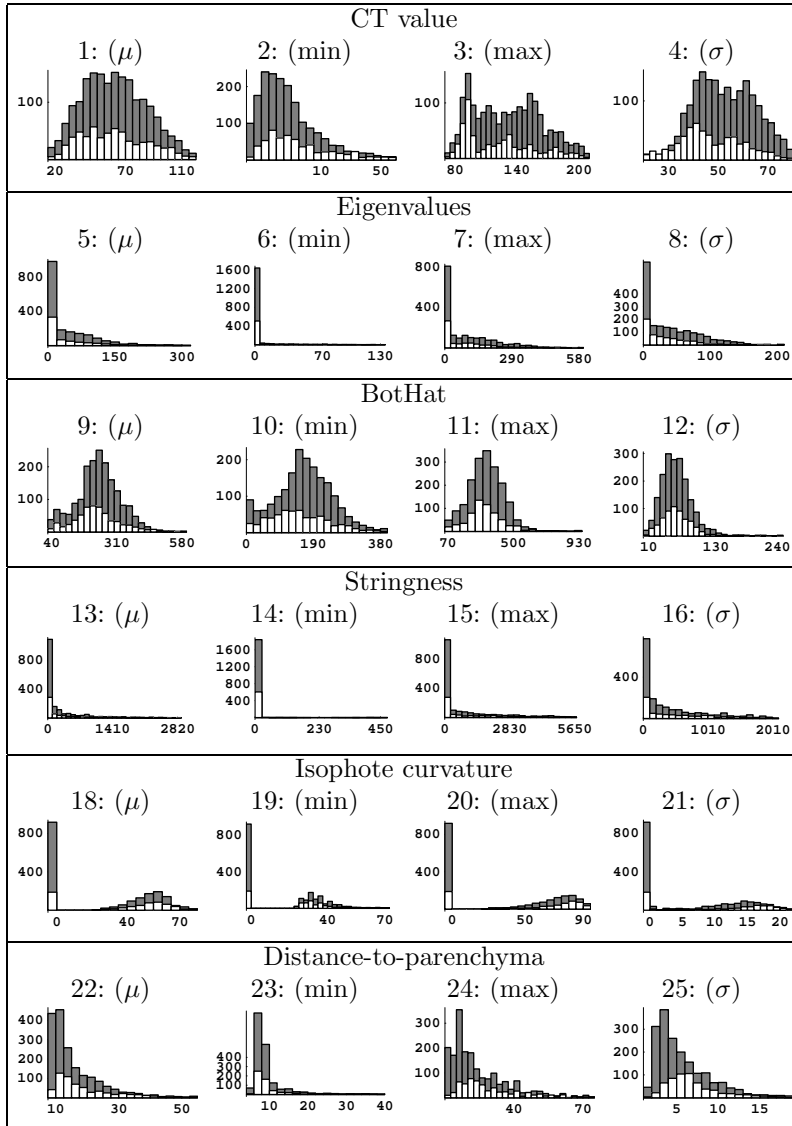 CT value
1: (μ) 2: (min) 3: (max) 4: (σ)
100 200 100 100
100
20 70 110 10 50 80 140 200 30 50 70
Eigenvalues
5: (μ) 6: (min) 7: (max) 8: (σ)
800 1600 800
1200 400
400 800 400 300
400 200
100
0 150 300 0 70 130 0 290 580 0 100 200
BotHat
9: (μ) 10: (min) 11: (max) 12: (σ)
200 200 300 300
200 200
100 100 100 100
40 310 580 0 190 380 70 500 930 10 130 240
Stringness
13: (μ) 14: (min) 15: (max) 16: (σ)
800 1600 800
1200 400
400 800 400
400
0 1410 2820 0 230 450 0 2830 5650 0 1010 2010
Isophote curvature
18: (μ) 19: (min) 20: (max) 21: (σ)
800 800 800 800
400 400 400 400
0 40 70 0 40 70 0 50 90 0 5 10 15 20
Distance-to-parenchyma
22: (μ) 23: (min) 24: (max) 25: (σ)
400 400 300 300
300 300 200 200
200 200
100 100 100 100
10 30 50 10 20 30 40 40 70 5 10 15